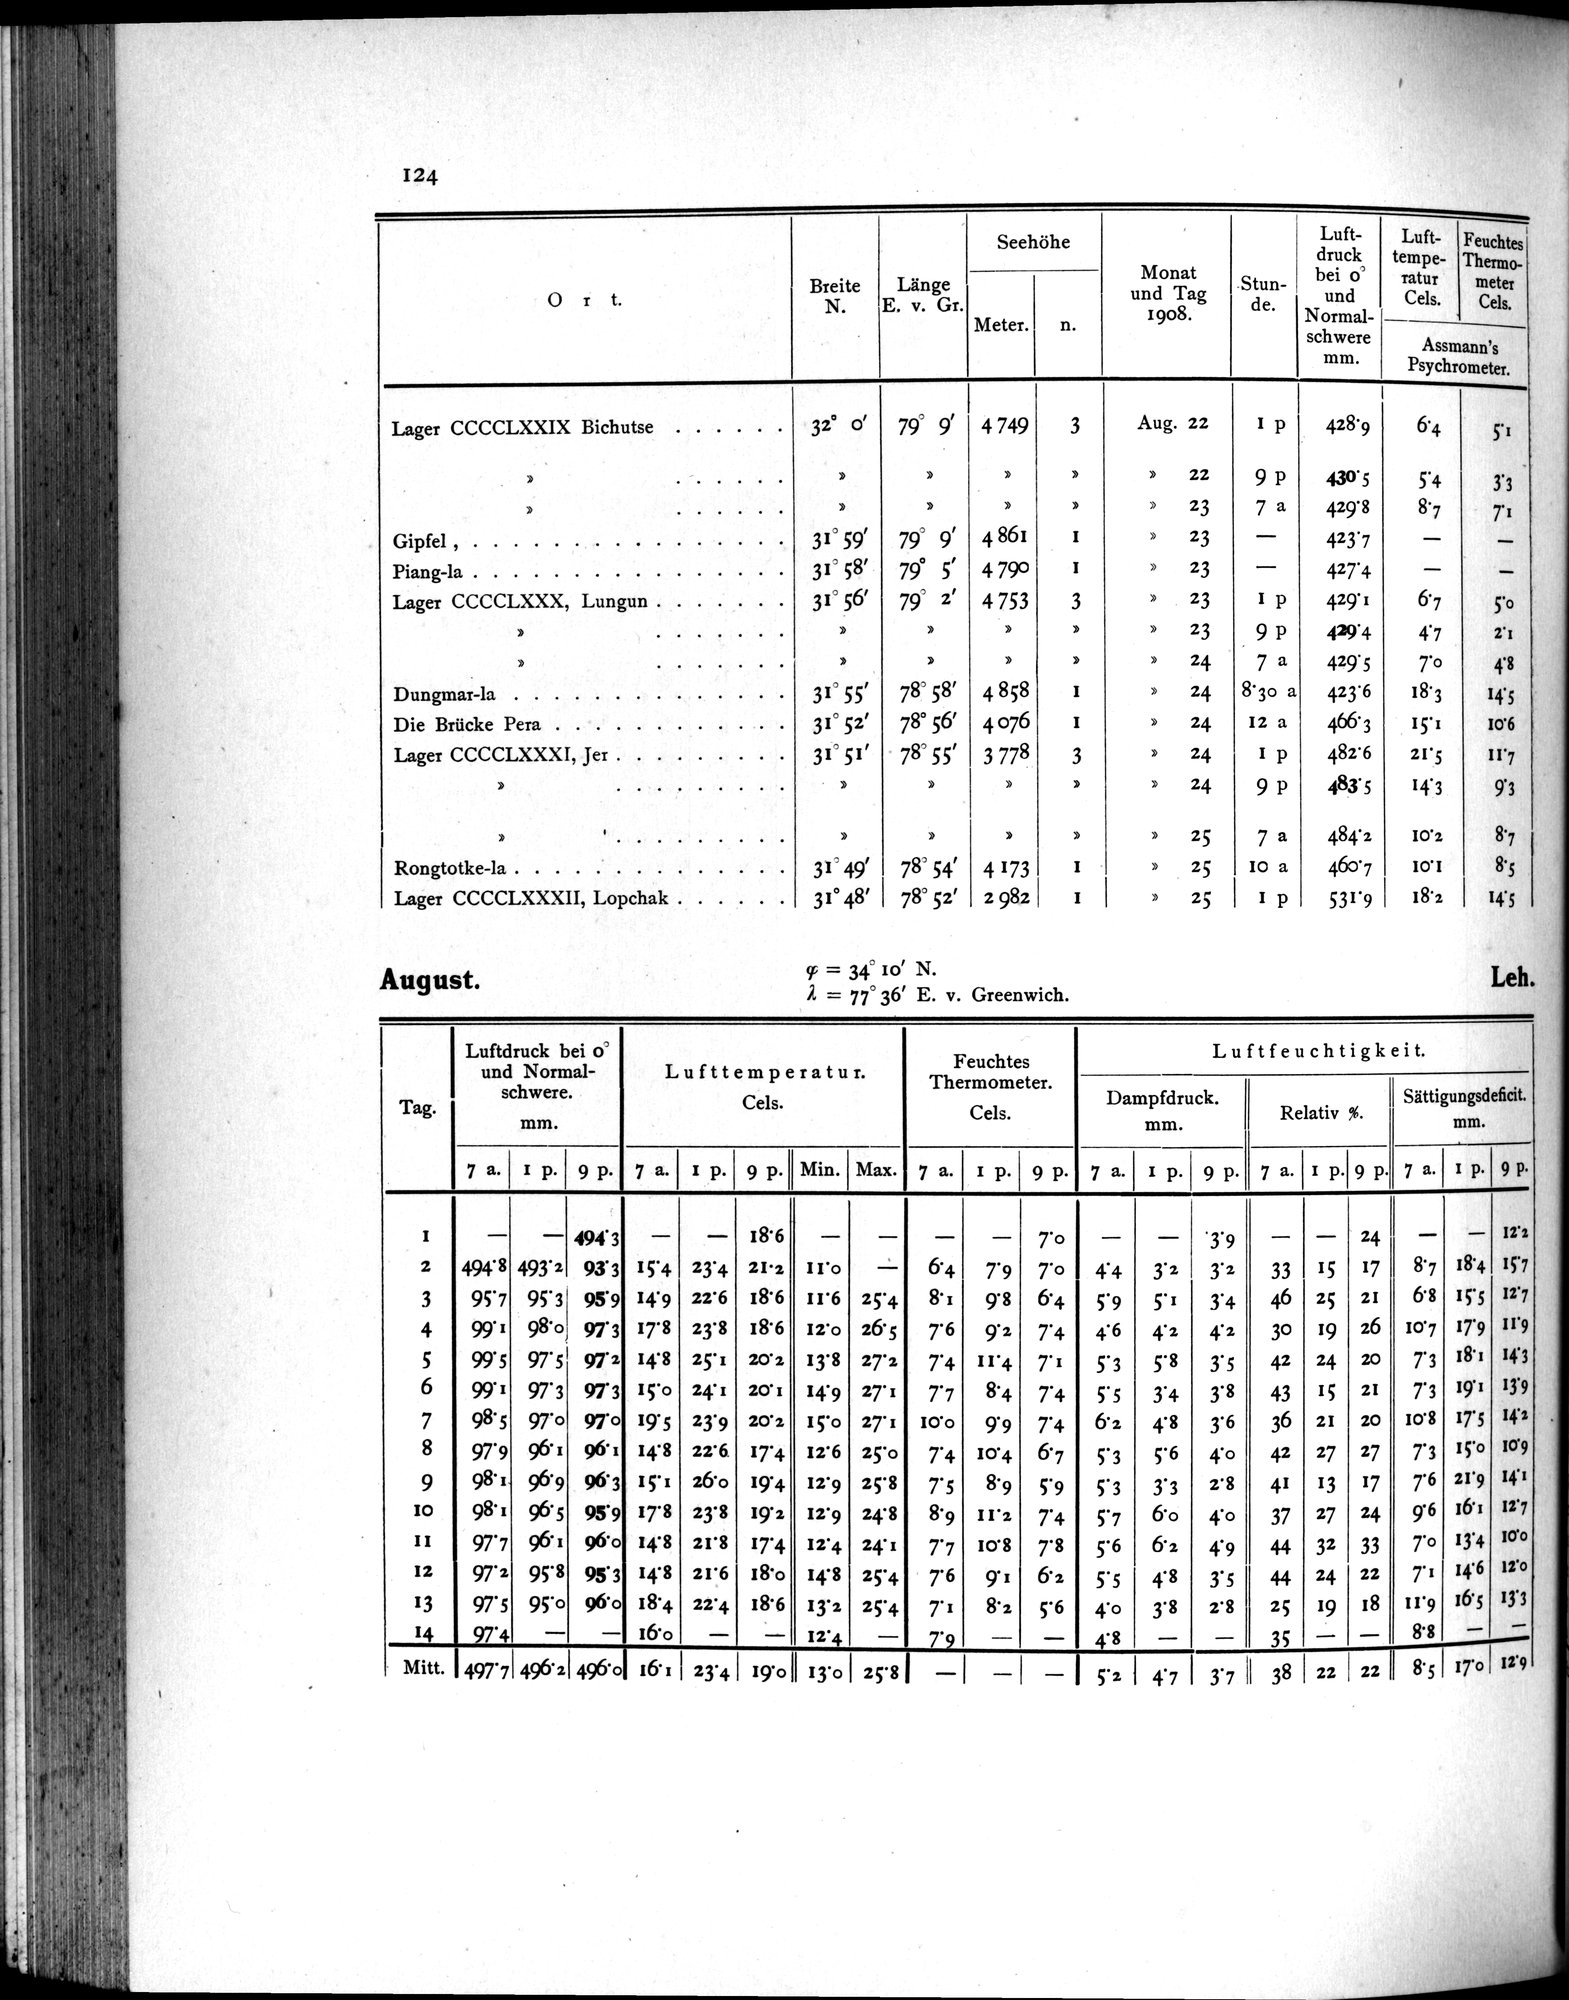 124
O r t. | Breite N. | Länge E. v. Gr. | Seehöhe Meter. | Seehöhe n. | Monat und Tag 1908. | Stunde. | Luftdruck bei 0° und Normalschwere mm. | Lufttemperatur Cels. | Feuchtes Thermometer Cels. | Assmann's Psychrometer.
Lager CCCCLXXIX Bichutse . . . . . . 32° 0′ 79° 9′ 4 749 3 Aug. 22 1 p 428·9 6·4 5·1
» . . . . . . » » » » » 22 9 p 430·5 5·4 3·3
» . . . . . . » » » » » 23 7 a 429·8 8·7 7·1
Gipfel , . . . . . . . . . . . . . . . . 31° 59′ 79° 9′ 4 861 1 » 23 — 423·7 — —
Piang-la . . . . . . . . . . . . . . . . 31° 58′ 79° 5′ 4 790 1 » 23 — 427·4 — —
Lager CCCCLXXX, Lungun . . . . . . . 31° 56′ 79° 2′ 4 753 3 » 23 1 p 429·1 6·7 5·0
» . . . . . . . » » » » » 23 9 p 429·4 4·7 2·1
» . . . . . . . » » » » » 24 7 a 429·5 7·0 4·8
Dungmar-la . . . . . . . . . . . . . . 31° 55′ 78° 58′ 4 858 1 » 24 8·30 a 423·6 18·3 14·5
Die Brücke Pera . . . . . . . . . . . . 31° 52′ 78° 56′ 4 076 1 » 24 12 a 466·3 15·1 10·6
Lager CCCCLXXXI, Jer . . . . . . . . . 31° 51′ 78° 55′ 3 778 3 » 24 1 p 482·6 21·5 11·7
» . . . . . . . . . » » » » » 24 9 p 483·5 14·3 9·3
» . . . . . . . . . » » » » » 25 7 a 484·2 10·2 8·7
Rongtotke-la . . . . . . . . . . . . . . 31° 49′ 78° 54′ 4 173 1 » 25 10 a 460·7 10·1 8·5
Lager CCCCLXXXII, Lopchak . . . . . . 31° 48′ 78° 52′ 2 982 1 » 25 1 p 531·9 18·2 14·5
August.
φ = 34° 10′ N.
λ = 77° 36′ E. v. Greenwich.
Leh.
Tag. | Luftdruck bei 0° und Normalschwere. mm. | Lufttemperatur. Cels. | Feuchtes Thermometer. Cels. | Luftfeuchtigkeit.
Dampfdruck. mm. | Relativ %. | Sättigungsdeficit. mm.
7 a. 1 p. 9 p. 7 a. 1 p. 9 p. Min. Max. 7 a. 1 p. 9 p. 7 a. 1 p. 9 p. 7 a. 1 p. 9 p. 7 a. 1 p. 9 p.
1 — — 494·3 — — 18·6 — — — — 7·0 — — 3·9 — — 24 — — 12·2
2 494·8 493·2 93·3 15·4 23·4 21·2 11·0 — 6·4 7·9 7·0 4·4 3·2 3·2 33 15 17 8·7 18·4 15·7
3 95·7 95·3 95·9 14·9 22·6 18·6 11·6 25·4 8·1 9·8 6·4 5·9 5·1 3·4 46 25 21 6·8 15·5 12·7
4 99·1 98·0 97·3 17·8 23·8 18·6 12·0 26·5 7·6 9·2 7·4 4·6 4·2 4·2 30 19 26 10·7 17·9 11·9
5 99·5 97·5 97·2 14·8 25·1 20·2 13·8 27·2 7·4 11·4 7·1 5·3 5·8 3·5 42 24 20 7·3 18·1 14·3
6 99·1 97·3 97·3 15·0 24·1 20·1 14·9 27·1 7·7 8·4 7·4 5·5 3·4 3·8 43 15 21 7·3 19·1 13·9
7 98·5 97·0 97·0 19·5 23·9 20·2 15·0 27·1 10·0 9·9 7·4 6·2 4·8 3·6 36 21 20 10·8 17·5 14·2
8 97·9 96·1 96·1 14·8 22·6 17·4 12·6 25·0 7·4 10·4 6·7 5·3 5·6 4·0 42 27 27 7·3 15·0 10·9
9 98·1 96·9 96·3 15·1 26·0 19·4 12·9 25·8 7·5 8·9 5·9 5·3 3·3 2·8 41 13 17 7·6 21·9 14·1
10 98·1 96·5 95·9 17·8 23·8 19·2 12·9 24·8 8·9 11·2 7·4 5·7 6·0 4·0 37 27 24 9·6 16·1 12·7
11 97·7 96·1 96·0 14·8 21·8 17·4 12·4 24·1 7·7 10·8 7·8 5·6 6·2 4·9 44 32 33 7·0 13·4 10·0
12 97·2 95·8 95·3 14·8 21·6 18·0 14·8 25·4 7·6 9·1 6·2 5·5 4·8 3·5 44 24 22 7·1 14·6 12·0
13 97·5 95·0 96·0 18·4 22·4 18·6 13·2 25·4 7·1 8·2 5·6 4·0 3·8 2·8 25 19 18 11·9 16·5 13·3
14 97·4 — — 16·0 — — 12·4 — 7·9 — — 4·8 — — 35 — — 8·8 — —
Mitt. 497·7 496·2 496·0 16·1 23·4 19·0 13·0 25·8 — — — 5·2 4·7 3·7 38 22 22 8·5 17·0 12·9